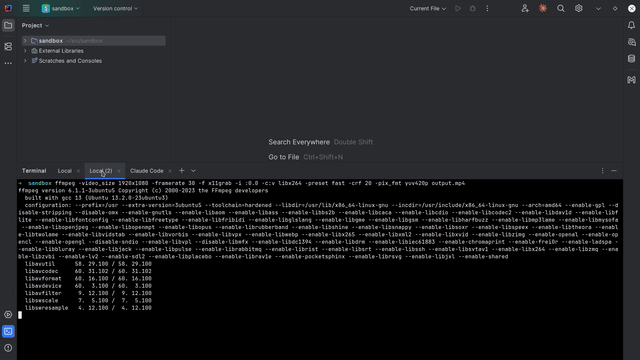 sandbox
Version control
Current File
Project
sandbox ~/src/sandbox
External Libraries
Scratches and Consoles
Search Everywhere Double Shift
Go to File Ctrl+Shift+N
Terminal
Local
Local (2)
Claude Code
→ sandbox ffmpeg -video_size 1920x1080 -framerate 30 -f x11grab -i :0.0 -c:v libx264 -preset fast -crf 20 -pix_fmt yuv420p output.mp4
ffmpeg version 6.1.1-3ubuntu5 Copyright (c) 2000-2023 the FFmpeg developers
built with gcc 13 (Ubuntu 13.2.0-23ubuntu3)
configuration: --prefix=/usr --extra-version=3ubuntu5 --toolchain=hardened --libdir=/usr/lib/x86_64-linux-gnu --incdir=/usr/include/x86_64-linux-gnu --arch=amd64 --enable-gpl --d
isable-stripping --disable-omx --enable-gnutls --enable-libaom --enable-libass --enable-libbs2b --enable-libcaca --enable-libcdio --enable-libcodec2 --enable-libdav1d --enable-libf
lite --enable-libfontconfig --enable-libfreetype --enable-libfribidi --enable-libglslang --enable-libgme --enable-libgsm --enable-libharfbuzz --enable-libmp3lame --enable-libmysofa
--enable-libopenjpeg --enable-libopenmpt --enable-libopus --enable-librubberband --enable-libshine --enable-libsnappy --enable-libsoxr --enable-libspeex --enable-libtheora --enabl
e-libtwolame --enable-libvidstab --enable-libvorbis --enable-libvpx --enable-libwebp --enable-libx265 --enable-libxml2 --enable-libxvid --enable-libzimg --enable-openal --enable-op
encl --enable-opengl --disable-sndio --enable-libvpl --disable-libmfx --enable-libdc1394 --enable-libdrm --enable-libiec61883 --enable-chromaprint --enable-frei0r --enable-ladspa -
-enable-libbluray --enable-libjack --enable-libpulse --enable-librabbitmq --enable-librist --enable-libsrt --enable-libssh --enable-libsvtav1 --enable-libx264 --enable-libzmq --en
able-libzvbi --enable-lv2 --enable-sdl2 --enable-libplacebo --enable-librav1e --enable-pocketsphinx --enable-librsvg --enable-libjxl --enable-shared
libavutil 58. 29.100 / 58. 29.100
libavcodec 60. 31.102 / 60. 31.102
libavformat 60. 16.100 / 60. 16.100
libavdevice 60. 3.100 / 60. 3.100
libavfilter 9. 12.100 / 9. 12.100
libswscale 7. 5.100 / 7. 5.100
libswresample 4. 12.100 / 4. 12.100